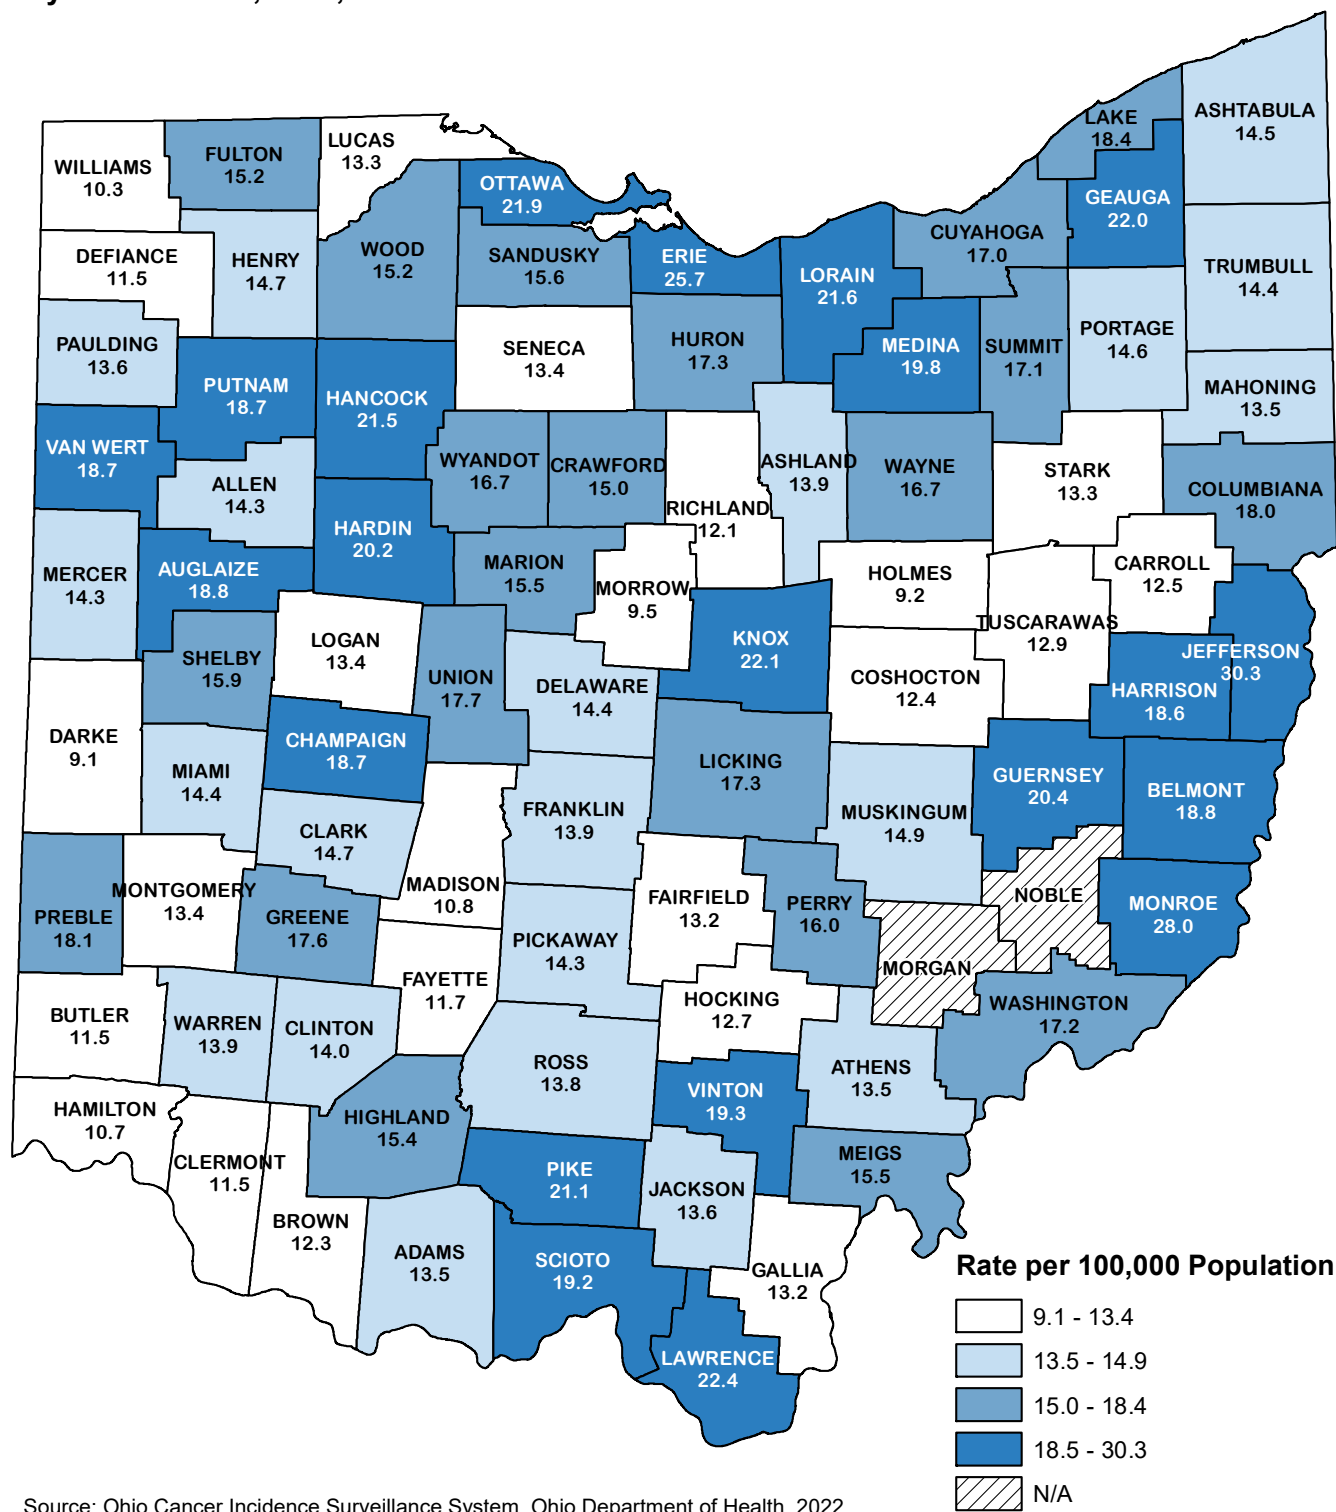 ASHTABULA
14.5
LAKE
18.4
LUCAS
13.3
FULTON
15.2
WILLIAMS
10.3
OTTAWA
21.9
GEAUGA
22.0
CUYAHOGA
17.0
DEFIANCE
11.5
HENRY
14.7
WOOD
15.2
SANDUSKY
15.6
ERIE
25.7
LORAIN
21.6
TRUMBULL
14.4
PAULDING
13.6
SENECA
13.4
HURON
17.3
MEDINA
19.8
SUMMIT
17.1
PORTAGE
14.6
PUTNAM
18.7
HANCOCK
21.5
MAHONING
13.5
VAN WERT
18.7
ALLEN
14.3
WYANDOT
16.7
CRAWFORD
15.0
RICHLAND
12.1
ASHLAND
13.9
WAYNE
16.7
STARK
13.3
COLUMBIANA
18.0
HARDIN
20.2
MERCER
14.3
AUGLAIZE
18.8
MARION
15.5
MORROW
9.5
HOLMES
9.2
CARROLL
12.5
TUSCARAWAS
12.9
LOGAN
13.4
SHELBY
15.9
UNION
17.7
DELAWARE
14.4
KNOX
22.1
COSHOCTON
12.4
HARRISON
18.6
JEFFERSON
30.3
DARKE
9.1
CHAMPAIGN
18.7
MIAMI
14.4
LICKING
17.3
GUERNSEY
20.4
BELMONT
18.8
CLARK
14.7
FRANKLIN
13.9
MUSKINGUM
14.9
MADISON
10.8
FAIRFIELD
13.2
PERRY
16.0
NOBLE
MONROE
28.0
PREBLE
18.1
MONTGOMERY
13.4
GREENE
17.6
PICKAWAY
14.3
MORGAN
FAYETTE
11.7
HOCKING
12.7
WASHINGTON
17.2
BUTLER
11.5
WARREN
13.9
CLINTON
14.0
ROSS
13.8
ATHENS
13.5
VINTON
19.3
HAMILTON
10.7
HIGHLAND
15.4
CLERMONT
11.5
MEIGS
15.5
PIKE
21.1
JACKSON
13.6
BROWN
12.3
ADAMS
13.5
SCIOTO
19.2
GALLIA
13.2
LAWRENCE
22.4
Rate per 100,000 Population
9.1 - 13.4
13.5 - 14.9
15.0 - 18.4
18.5 - 30.3
N/A
Source: Ohio Cancer Incidence Surveillance System, Ohio Department of Health, 2022